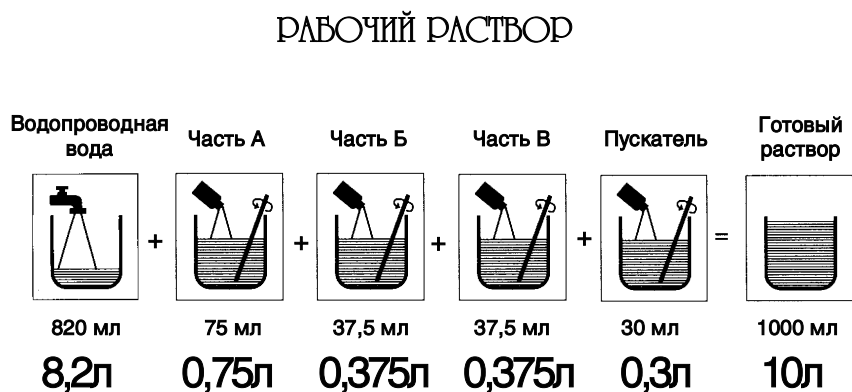 РАБОЧИЙ РАСТВОР
Водопроводная
вода
Часть А
Часть Б
Часть В
Пускатель
Готовый
раствор
+
+
+
+
=
820 мл
75 мл
37,5 мл
37,5 мл
30 мл
1000 мл
8,2л
0,75л
0,375л
0,375л
0,3л
10л